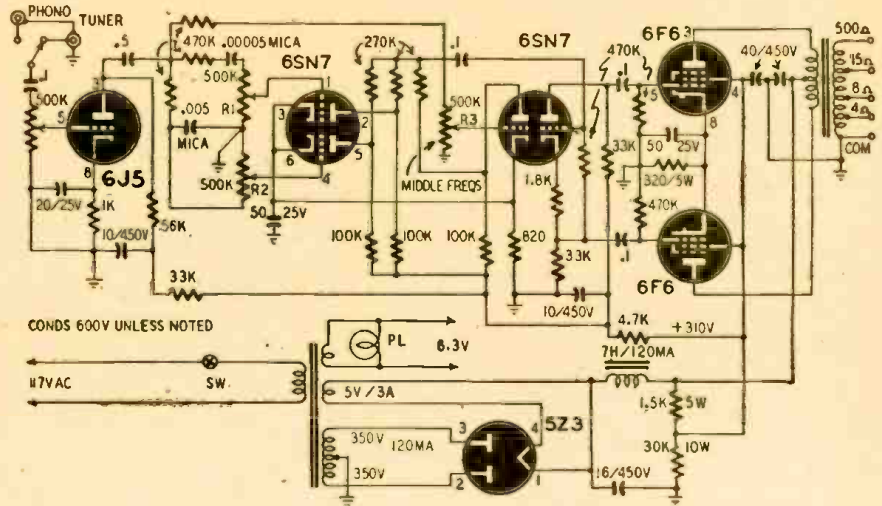 PHONO
TUNER
.5
470K .00005 MICA
6SN7
270K
.1
6SN7
470K
6F6
40/450V
500Ω
15Ω
8Ω
4Ω
COM
.1
500K
3
5
8
6J5
500K
R1
.005
MICA
500K
R2
1
3
2
6
5
4
50 25V
500K
R3
MIDDLE FREQS
1.8K
.1
33K
3
5
4
8
50 25V
320/5W
470K
20/25V
1K
10/450V
56K
33K
100K
100K
100K
820
33K
.1
10/450V
6F6
CONDS 600V UNLESS NOTED
PL
6.3V
4.7K
+310V
7H/120MA
117VAC
SW
5V/3A
5Z3
1.5K
5W
350V
120MA
350V
3
4
2
1
30K
10W
16/450V